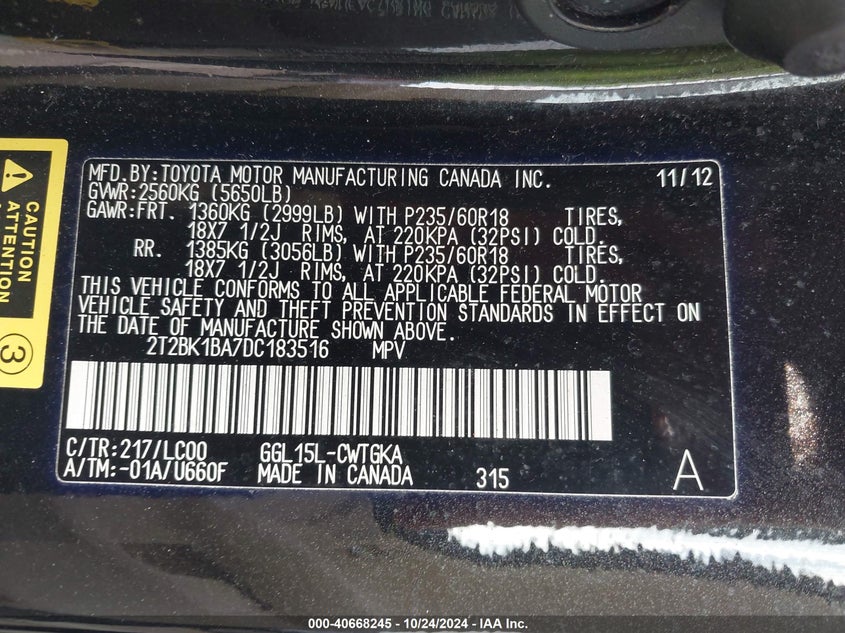 CAUTION
ATTENTION
3
MFD.BY:TOYOTA MOTOR MANUFACTURING CANADA INC. 11/12
GVWR:2560KG (5650LB)
GAWR:FRT. 1360KG (2999LB) WITH P235/60R18 TIRES,
18X7 1/2J RIMS, AT 220KPA (32PSI) COLD.
RR. 1385KG (3056LB) WITH P235/60R18 TIRES,
18X7 1/2J RIMS, AT 220KPA (32PSI) COLD.
THIS VEHICLE CONFORMS TO ALL APPLICABLE FEDERAL MOTOR
VEHICLE SAFETY AND THEFT PREVENTION STANDARDS IN EFFECT ON
THE DATE OF MANUFACTURE SHOWN ABOVE.
2T2BK1BA7DC183516 MPV
C/TR:217/LC00 GGL15L-CWTGKA
A/TM:-01A/U660F MADE IN CANADA 315 A
000-40668245 - 10/24/2024 - IAA Inc.